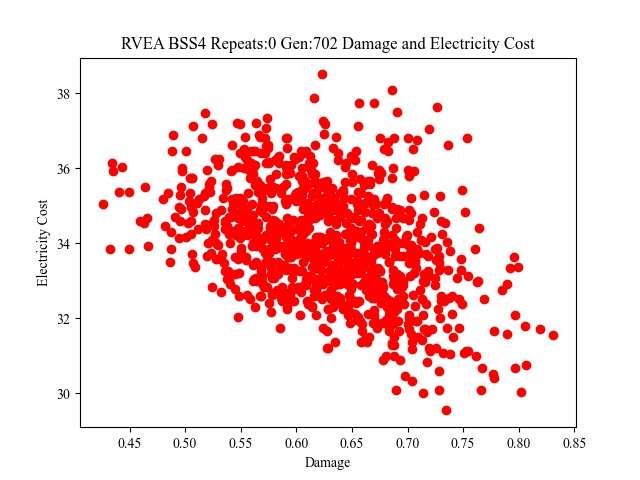 RVEA BSS4 Repeats:0 Gen:702 Damage and Electricity Cost
38
36
34
32
30
Electricity Cost
0.45 0.50 0.55 0.60 0.65 0.70 0.75 0.80 0.85
Damage